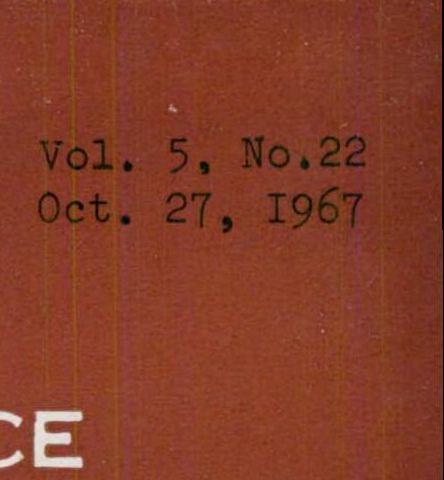 Vol. 5, No.22
Oct. 27, I967
CE